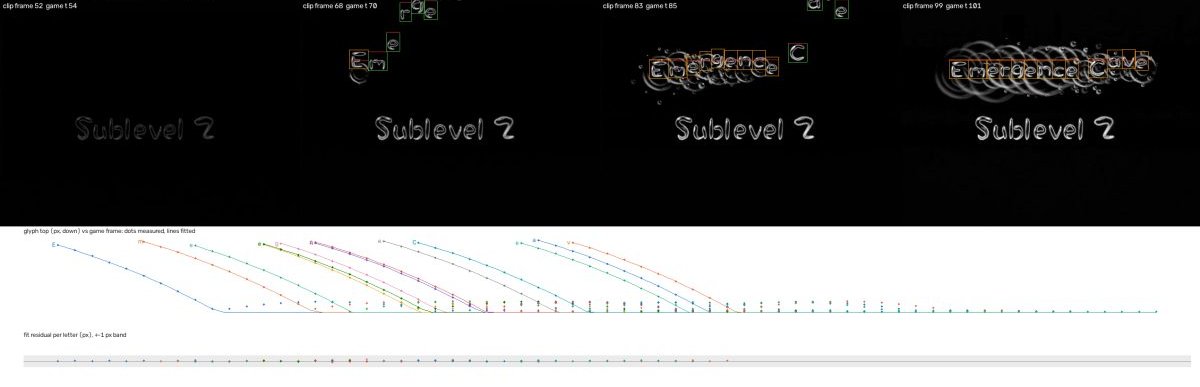 clip frame 52 game t 54
Sublevel 2
clip frame 68 game t 70
r g e
e
E m
Sublevel 2
clip frame 83 game t 85
a e
C
Emergence
Sublevel 2
clip frame 99 game t 101
Emergence Cave
Sublevel 2
glyph top (px, down) vs game frame: dots measured, lines fitted
fit residual per letter (px), +-1 px band